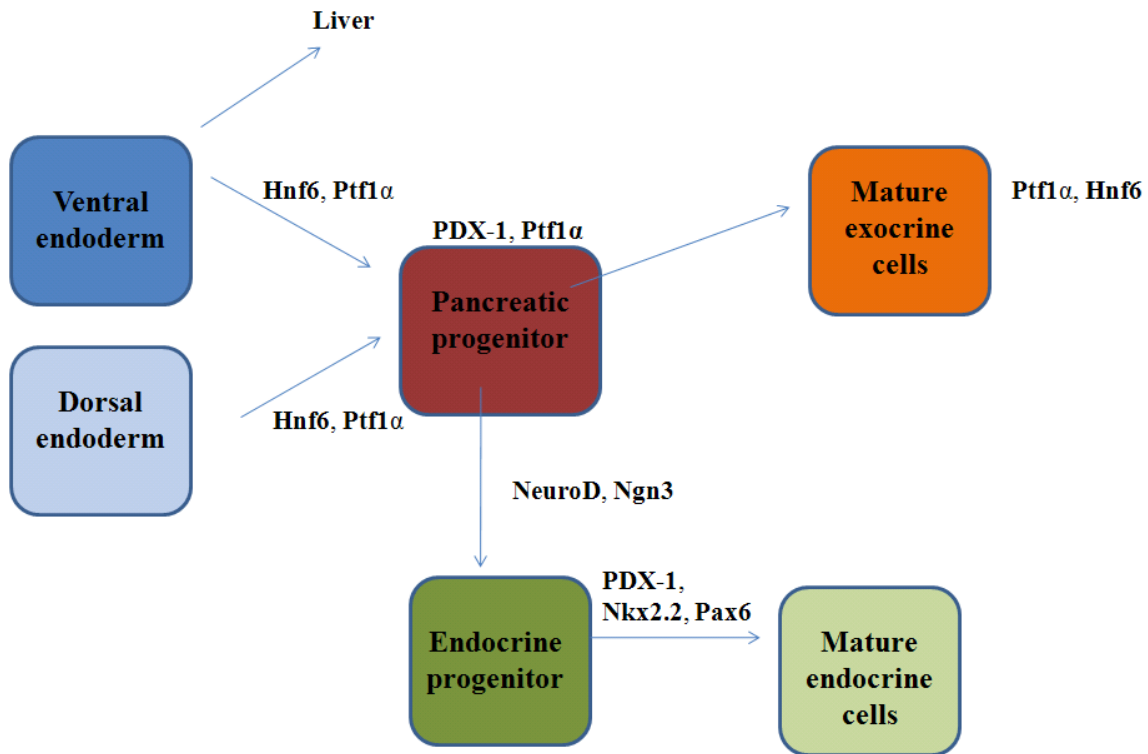 Liver
Ventral
endoderm
Hnf6, Ptf1α
PDX-1, Ptf1α
Pancreatic
progenitor
Mature
exocrine
cells
Ptf1α, Hnf6
Dorsal
endoderm
Hnf6, Ptf1α
NeuroD, Ngn3
Endocrine
progenitor
PDX-1,
Nkx2.2, Pax6
Mature
endocrine
cells